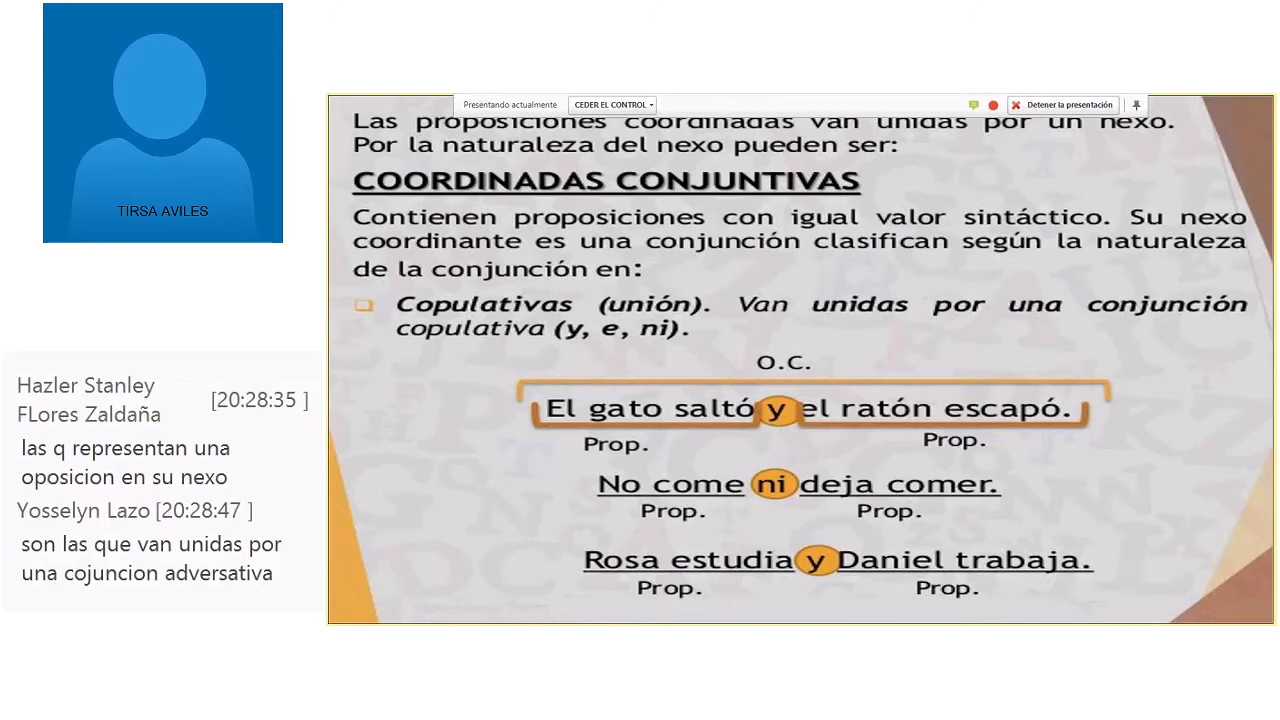 TIRSA AVILES
Hazler Stanley
FLores Zaldaña
[20:28:35 ]
las q representan una
oposicion en su nexo
Yosselyn Lazo [20:28:47 ]
son las que van unidas por
una cojuncion adversativa
Presentando actualmente CEDER EL CONTROL Detener la presentación
Las proposiciones coordinadas van unidas por un nexo.
Por la naturaleza del nexo pueden ser:
COORDINADAS CONJUNTIVAS
Contienen proposiciones con igual valor sintáctico. Su nexo
coordinante es una conjunción clasifican según la naturaleza
de la conjunción en:
Copulativas (unión). Van unidas por una conjunción
copulativa (y, e, ni).
O.C.
El gato saltó y el ratón escapó.
Prop. Prop.
No come ni deja comer.
Prop. Prop.
Rosa estudia y Daniel trabaja.
Prop. Prop.